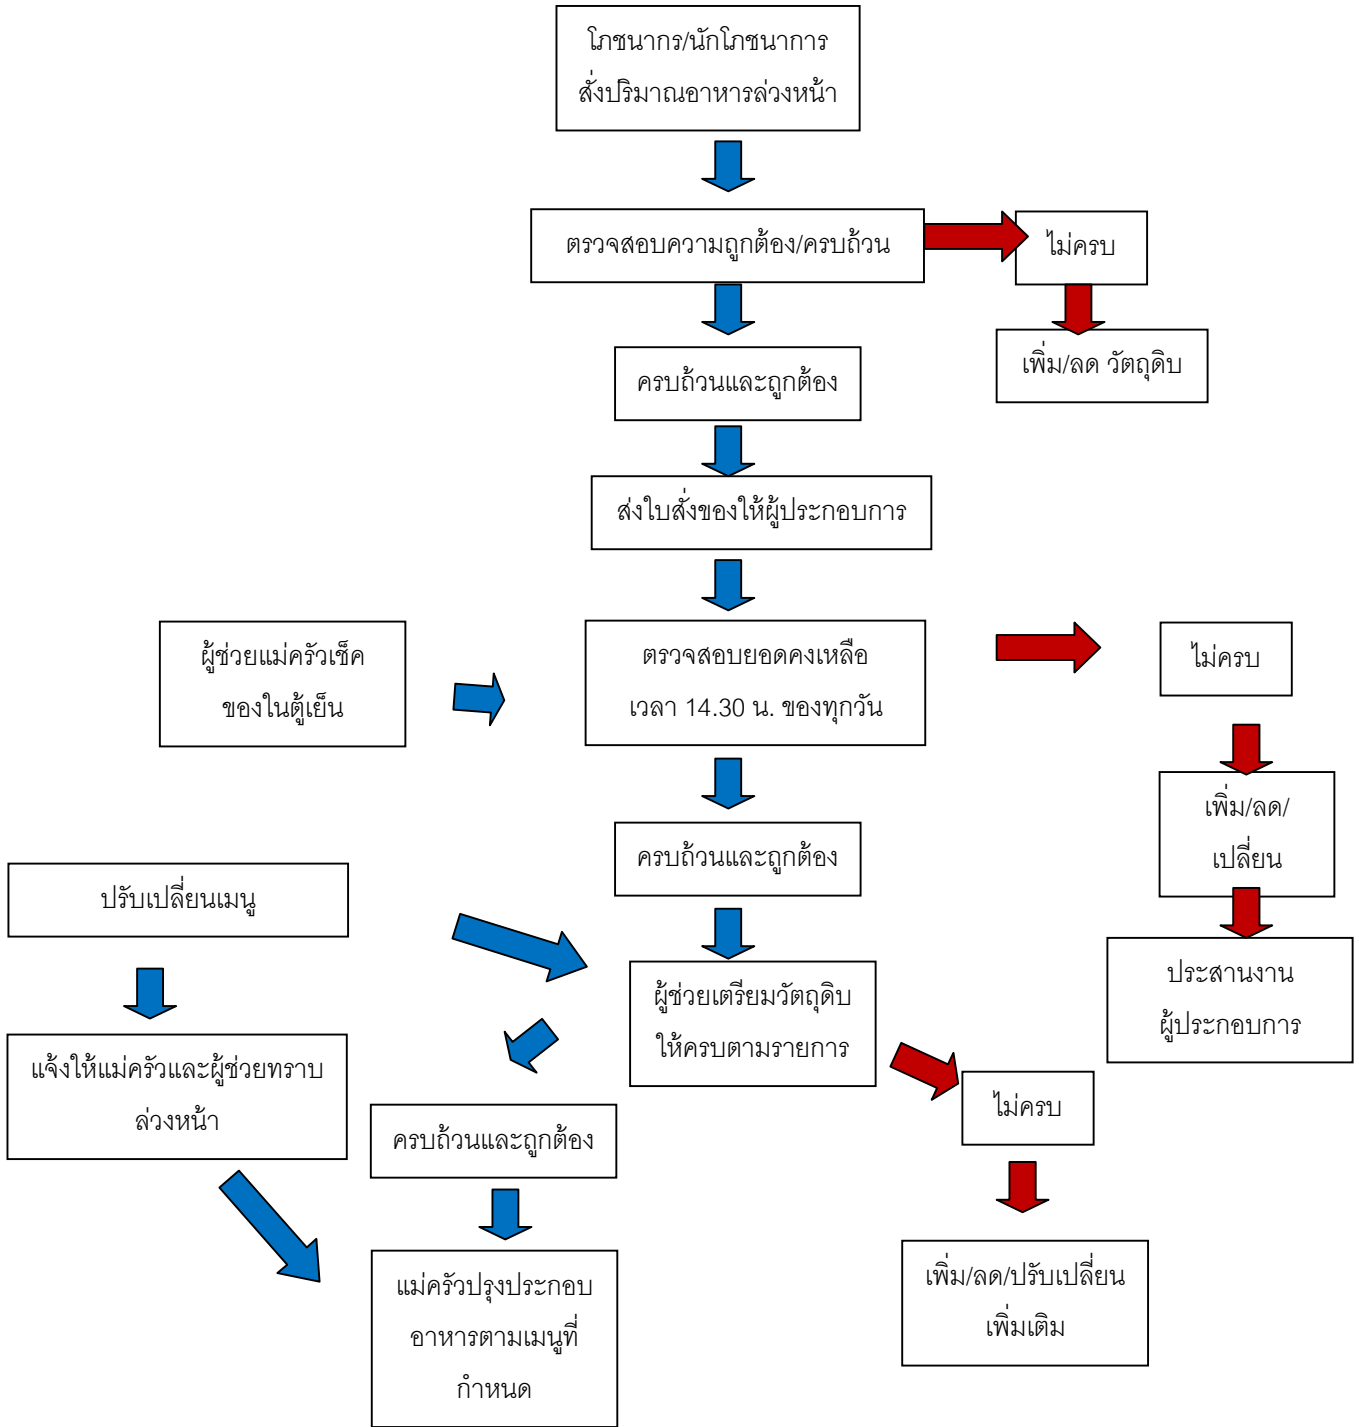 โภชนากร/นักโภชนาการ
สั่งปริมาณอาหารล่วงหน้า
ตรวจสอบความถูกต้อง/ครบถ้วน
ไม่ครบ
เพิ่ม/ลด วัตถุดิบ
ครบถ้วนและถูกต้อง
ส่งใบสั่งของให้ผู้ประกอบการ
ผู้ช่วยแม่ครัวเช็ค
ของในตู้เย็น
ตรวจสอบยอดคงเหลือ
เวลา 14.30 น. ของทุกวัน
ไม่ครบ
เพิ่ม/ลด/
เปลี่ยน
ครบถ้วนและถูกต้อง
ปรับเปลี่ยนเมนู
ประสานงาน
ผู้ประกอบการ
ผู้ช่วยเตรียมวัตถุดิบ
ให้ครบตามรายการ
แจ้งให้แม่ครัวและผู้ช่วยทราบ
ล่วงหน้า
ไม่ครบ
ครบถ้วนและถูกต้อง
เพิ่ม/ลด/ปรับเปลี่ยน
เพิ่มเติม
แม่ครัวปรุงประกอบ
อาหารตามเมนูที่
กำหนด